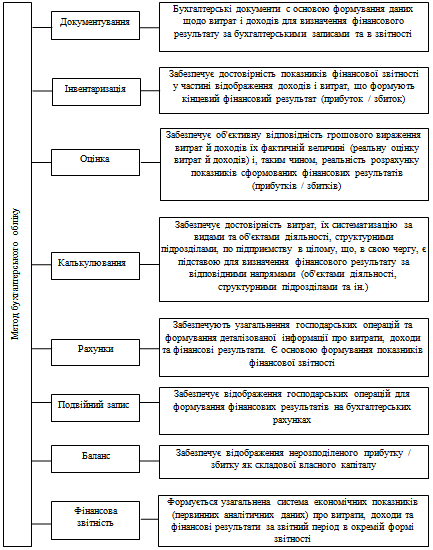 Метод бухгалтерського обліку
Документування
Бухгалтерські документи є основою формування даних
щодо витрат і доходів для визначення фінансового
результату за бухгалтерськими записами та в звітності
Інвентаризація
Забезпечує достовірність показників фінансової звітності
у частині відображення доходів і витрат, що формують
кінцевий фінансовий результат (прибуток / збиток)
Оцінка
Забезпечує об'єктивну відповідність грошового вираження
витрат й доходів їх фактичній величині (реальну оцінку
витрат й доходів) і, таким чином, реальність розрахунку
показників сформованих фінансових результатів
(прибутків / збитків)
Калькулювання
Забезпечує достовірність витрат, їх систематизацію за
видами та об'єктами діяльності, структурними
підрозділами, по підприємству в цілому, що, в свою чергу, є
підставою для визначення фінансового результату за
відповідними напрямами (об'єктами діяльності,
структурними підрозділами та ін.)
Рахунки
Забезпечують узагальнення господарських операцій та
формування деталізованої інформації про витрати, доходи
та фінансові результати. Є основою формування показників
фінансової звітності
Подвійний запис
Забезпечує відображення господарських операцій для
формування фінансових результатів на бухгалтерських
рахунках
Баланс
Забезпечує відображення нерозподіленого прибутку /
збитку як складової власного капіталу
Фінансова
звітність
Формується узагальнена система економічних показників
(первинних аналітичних даних) про витрати, доходи та
фінансові результати за звітний період в окремій формі
звітності